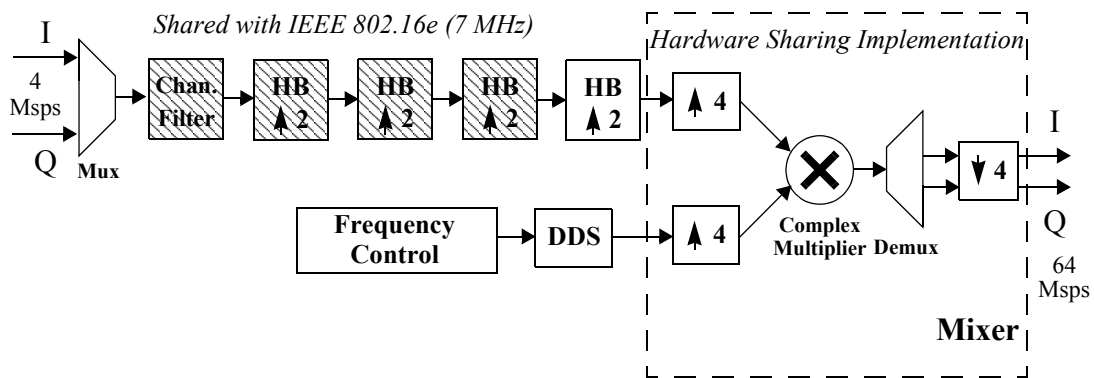 Shared with IEEE 802.16e (7 MHz)
Hardware Sharing Implementation
I
4
Msps
Q
Mux
Chan.
Filter
HB
2
HB
2
HB
2
HB
2
4
Complex
Multiplier
Demux
4
I
Q
64
Msps
Frequency
Control
DDS
4
Mixer